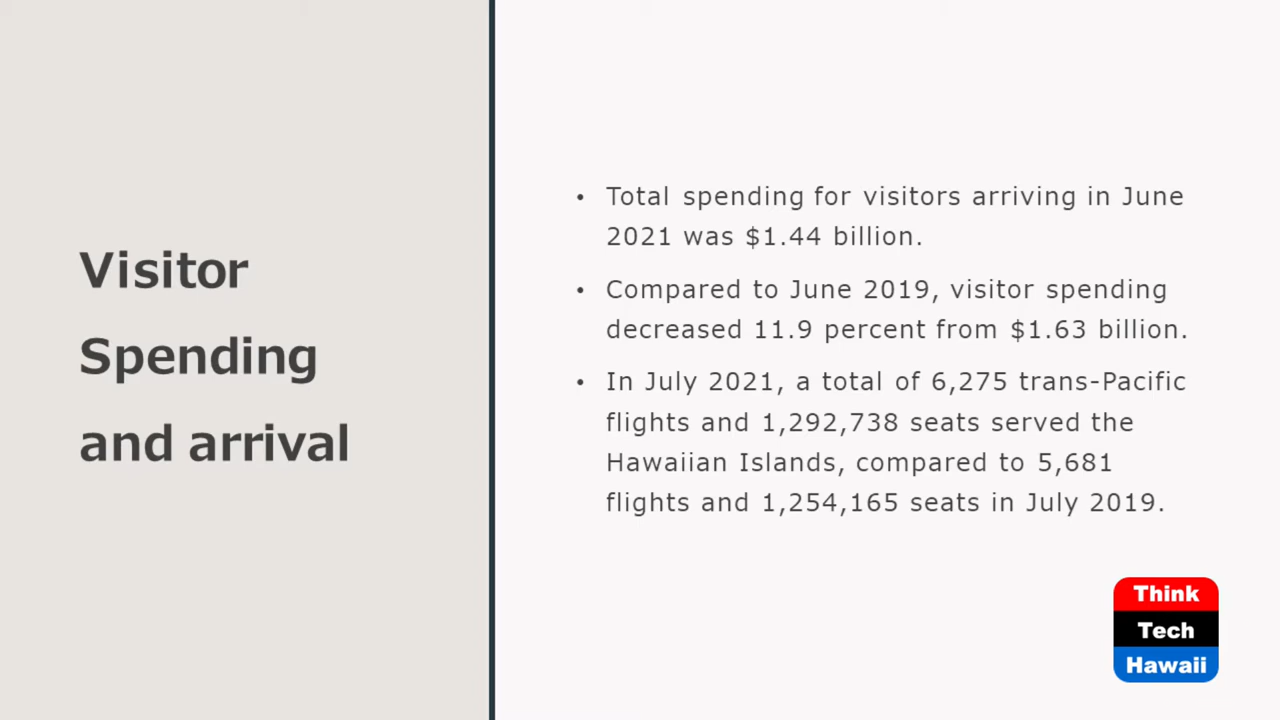 Visitor
Spending
and arrival
• Total spending for visitors arriving in June
2021 was $1.44 billion.
• Compared to June 2019, visitor spending
decreased 11.9 percent from $1.63 billion.
• In July 2021, a total of 6,275 trans-Pacific
flights and 1,292,738 seats served the
Hawaiian Islands, compared to 5,681
flights and 1,254,165 seats in July 2019.
Think
Tech
Hawaii